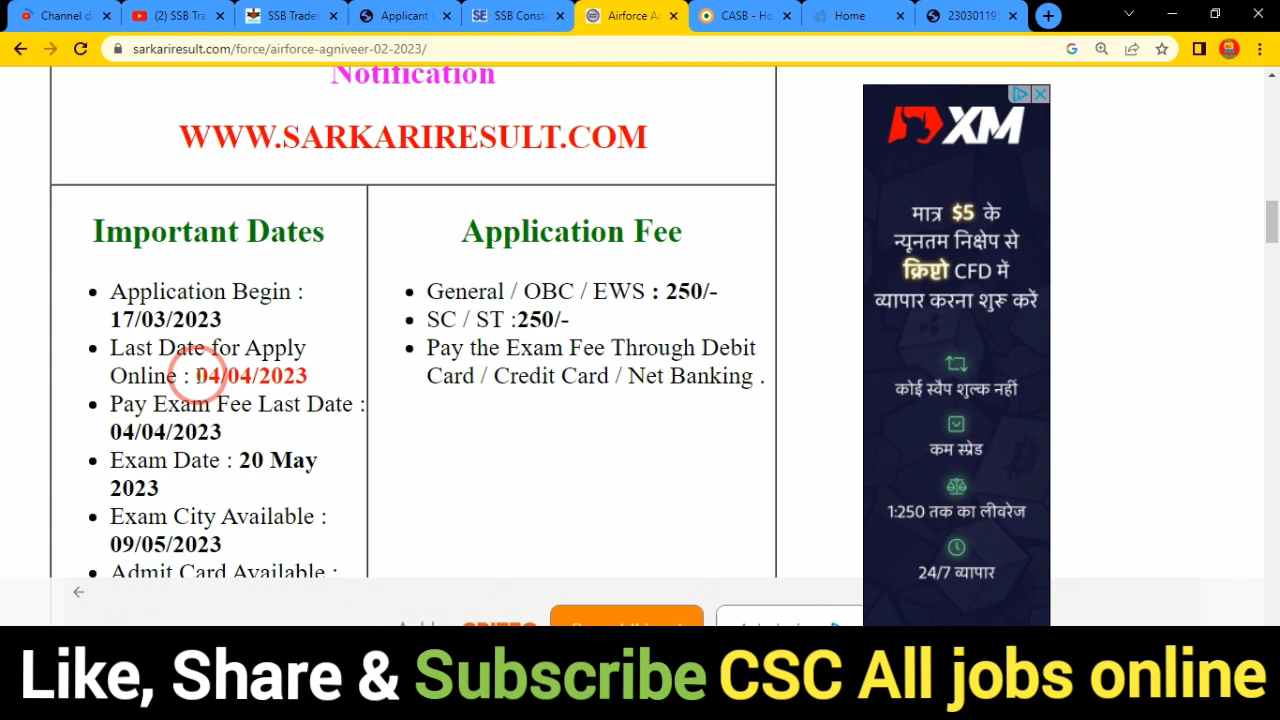 Channel da
(2) SSB Tra
SSB Trades
Applicant
SSB Consta
Airforce Ag
CASB - Ho
Home
230301195
sarkariresult.com/force/airforce-agniveer-02-2023/
Notification
WWW.SARKARIRESULT.COM
Important Dates
Application Begin :
17/03/2023
Last Date for Apply
Online : 04/04/2023
Pay Exam Fee Last Date :
04/04/2023
Exam Date : 20 May
2023
Exam City Available :
09/05/2023
Admit Card Available :
Application Fee
General / OBC / EWS : 250/-
SC / ST :250/-
Pay the Exam Fee Through Debit
Card / Credit Card / Net Banking .
XM
मात्र $5 के
न्यूनतम निक्षेप से
क्रिप्टो CFD में
व्यापार करना शुरू करें
कोई स्वैप शुल्क नहीं
कम स्प्रेड
1:250 तक का लीवरेज
24/7 व्यापार
Like, Share & Subscribe CSC All jobs online